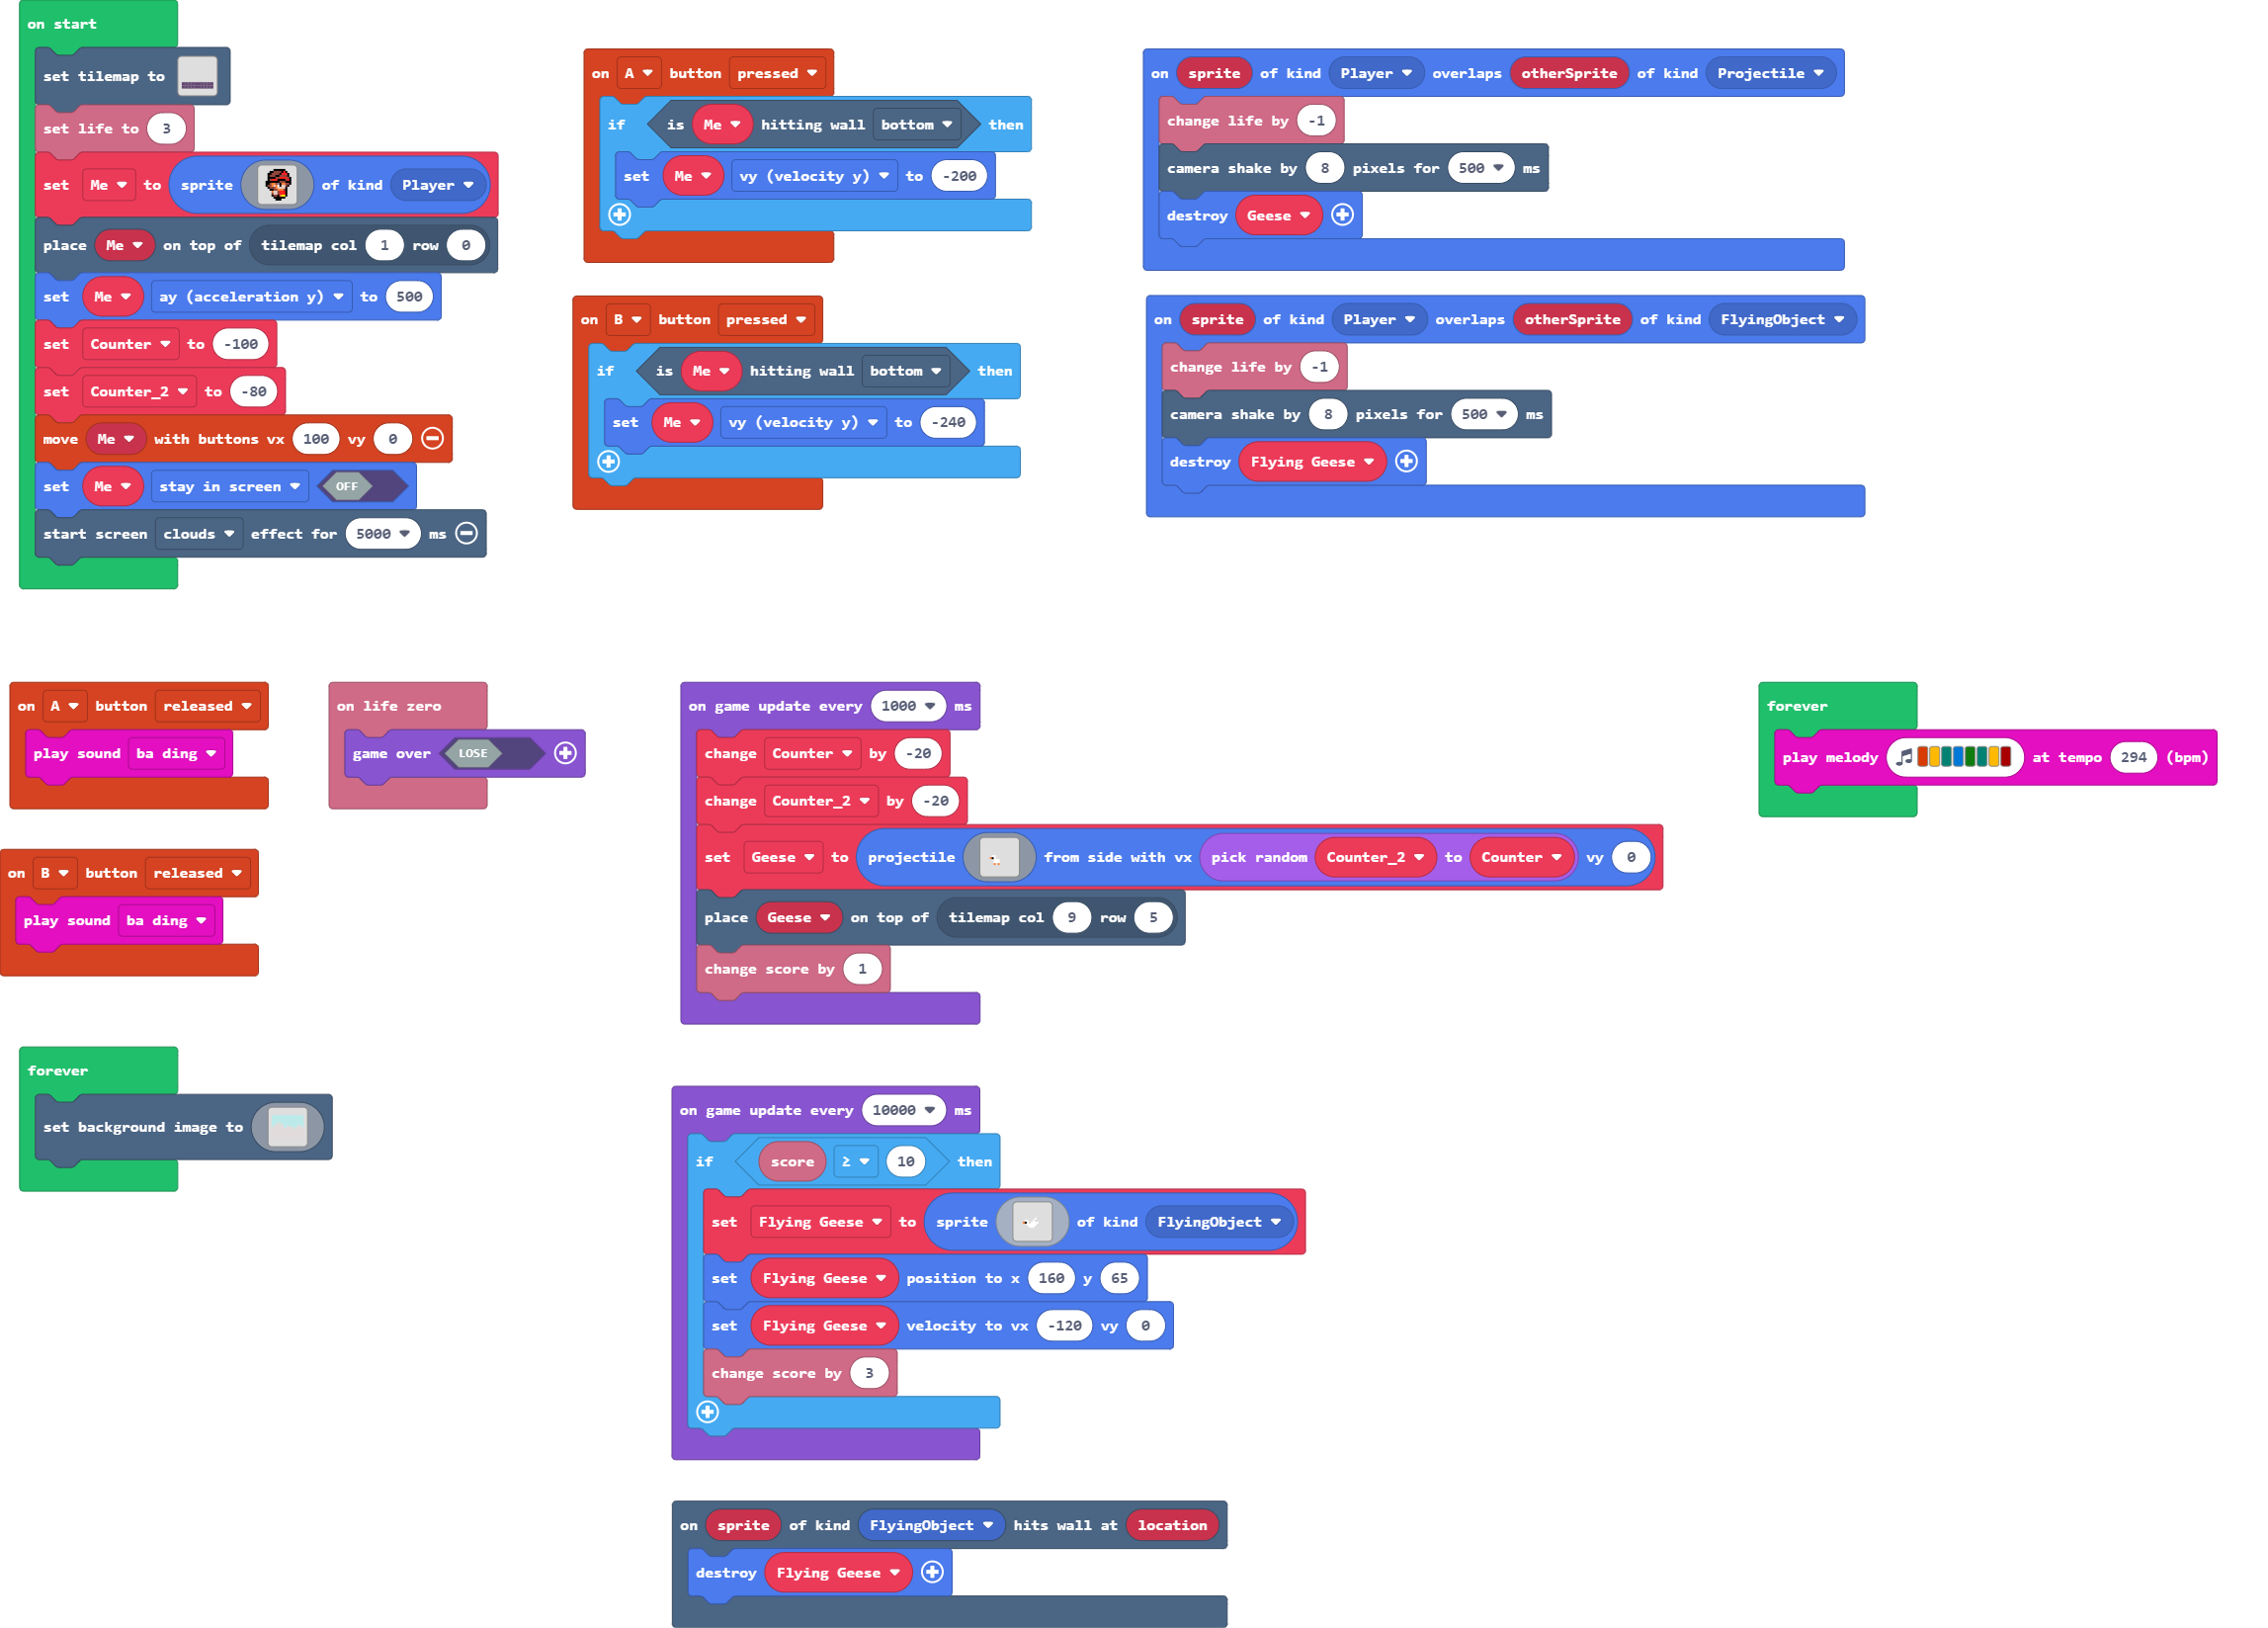 on start
set tilemap to
set life to 3
set Me to sprite of kind Player
place Me on top of tilemap col 1 row 0
set Me ay (acceleration y) to 500
set Counter to -100
set Counter_2 to -80
move Me with buttons vx 100 vy 0
set Me stay in screen OFF
start screen clouds effect for 5000 ms
on A button pressed
if is Me hitting wall bottom then
set Me vy (velocity y) to -200
on B button pressed
if is Me hitting wall bottom then
set Me vy (velocity y) to -240
on sprite of kind Player overlaps otherSprite of kind Projectile
change life by -1
camera shake by 8 pixels for 500 ms
destroy Geese
on sprite of kind Player overlaps otherSprite of kind FlyingObject
change life by -1
camera shake by 8 pixels for 500 ms
destroy Flying Geese
on A button released
play sound ba ding
on B button released
play sound ba ding
on life zero
game over LOSE
forever
set background image to
on game update every 1000 ms
change Counter by -20
change Counter_2 by -20
set Geese to projectile from side with vx pick random Counter_2 to Counter vy 0
place Geese on top of tilemap col 9 row 5
change score by 1
on game update every 10000 ms
if score ≥ 10 then
set Flying Geese to sprite of kind FlyingObject
set Flying Geese position to x 160 y 65
set Flying Geese velocity to vx -120 vy 0
change score by 3
on sprite of kind FlyingObject hits wall at location
destroy Flying Geese
forever
play melody at tempo 294 (bpm)